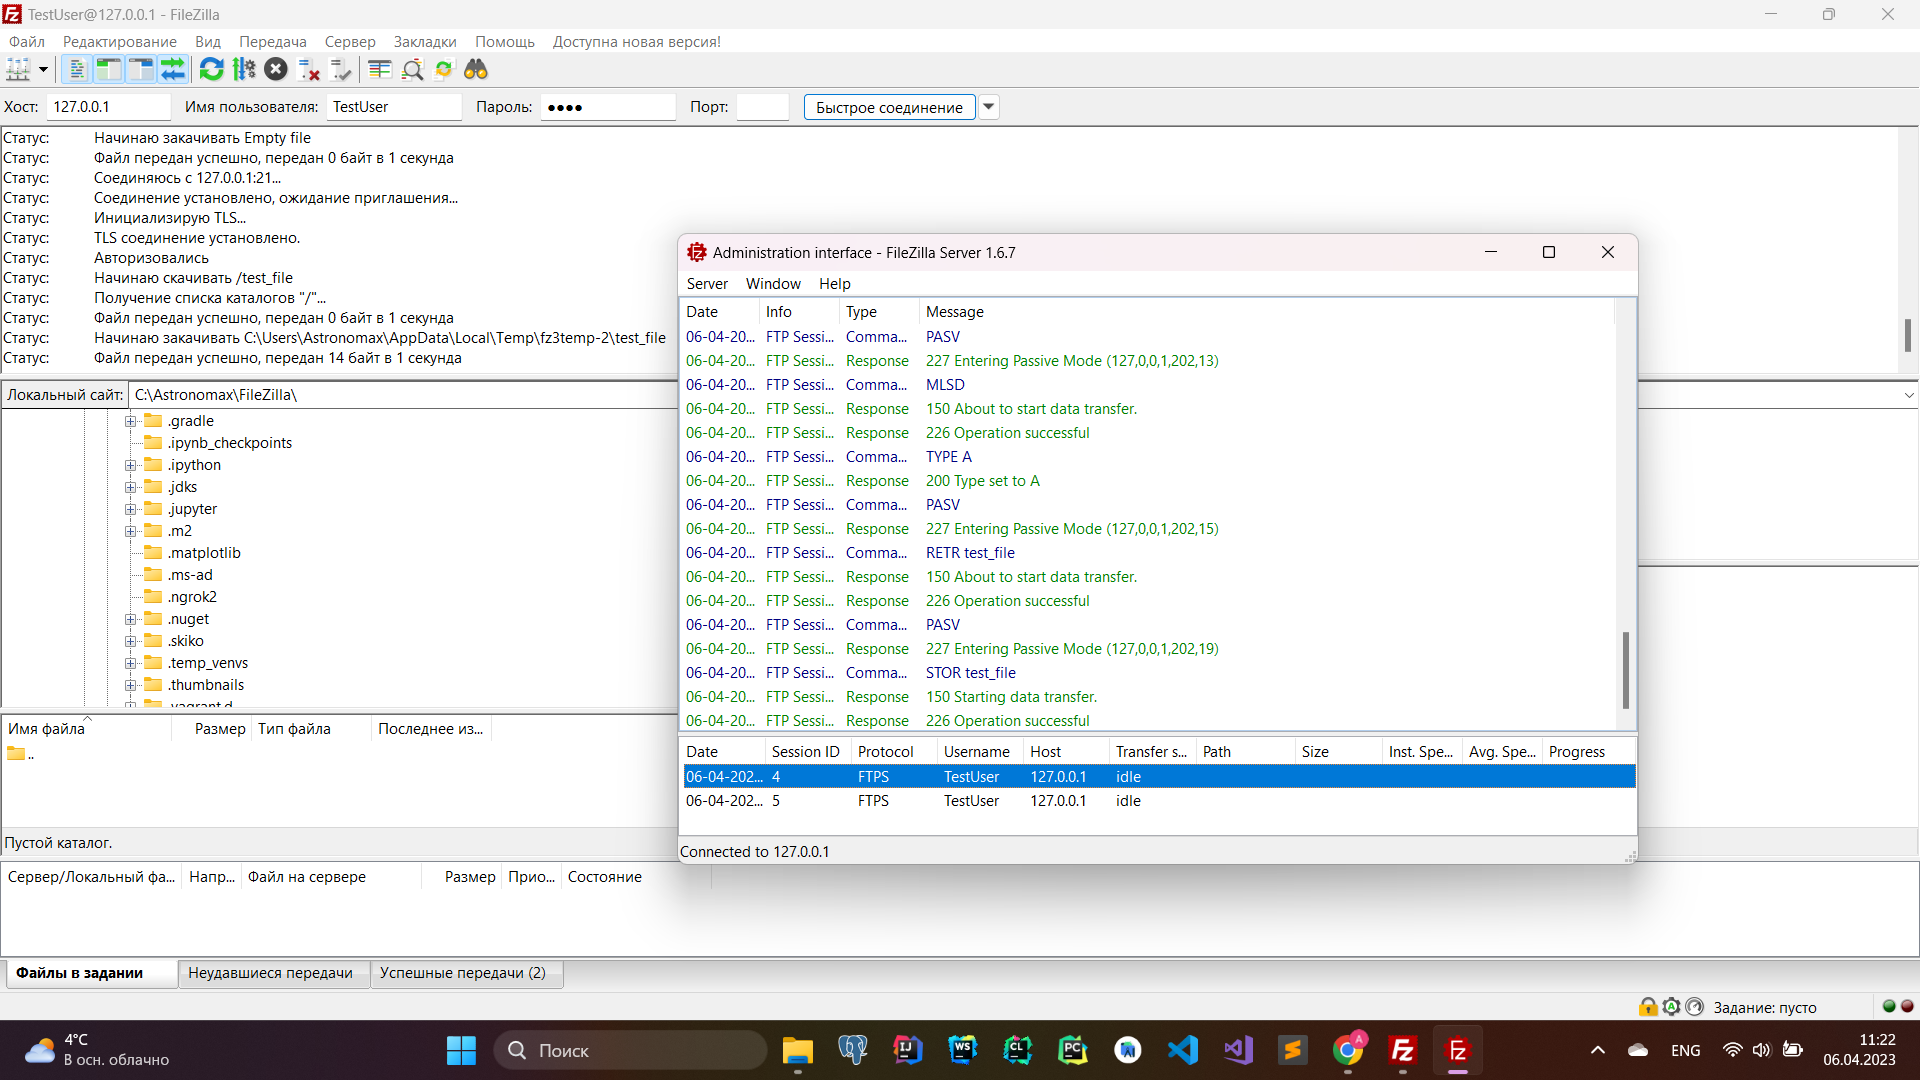 TestUser@127.0.0.1 - FileZilla
Файл Редактирование Вид Передача Сервер Закладки Помощь Доступна новая версия!
Хост: 127.0.0.1 Имя пользователя: TestUser Пароль: ●●●● Порт: Быстрое соединение
Статус: Начинаю закачивать Empty file
Статус: Файл передан успешно, передан 0 байт в 1 секунда
Статус: Соединяюсь с 127.0.0.1:21...
Статус: Соединение установлено, ожидание приглашения...
Статус: Инициализирую TLS...
Статус: TLS соединение установлено.
Статус: Авторизовались
Статус: Начинаю скачивать /test_file
Статус: Получение списка каталогов "/"...
Статус: Файл передан успешно, передан 0 байт в 1 секунда
Статус: Начинаю закачивать C:\Users\Astronomax\AppData\Local\Temp\fz3temp-2\test_file
Статус: Файл передан успешно, передан 14 байт в 1 секунда
Локальный сайт: C:\Astronomax\FileZilla\
.gradle
.ipynb_checkpoints
.ipython
.jdks
.jupyter
.m2
.matplotlib
.ms-ad
.ngrok2
.nuget
.skiko
.temp_venvs
.thumbnails
.vagrant.d
Имя файла Размер Тип файла Последнее из...
..
Пустой каталог.
Administration interface - FileZilla Server 1.6.7
Server Window Help
Date Info Type Message
06-04-20... FTP Sessi... Comma... PASV
06-04-20... FTP Sessi... Response 227 Entering Passive Mode (127,0,0,1,202,13)
06-04-20... FTP Sessi... Comma... MLSD
06-04-20... FTP Sessi... Response 150 About to start data transfer.
06-04-20... FTP Sessi... Response 226 Operation successful
06-04-20... FTP Sessi... Comma... TYPE A
06-04-20... FTP Sessi... Response 200 Type set to A
06-04-20... FTP Sessi... Comma... PASV
06-04-20... FTP Sessi... Response 227 Entering Passive Mode (127,0,0,1,202,15)
06-04-20... FTP Sessi... Comma... RETR test_file
06-04-20... FTP Sessi... Response 150 About to start data transfer.
06-04-20... FTP Sessi... Response 226 Operation successful
06-04-20... FTP Sessi... Comma... PASV
06-04-20... FTP Sessi... Response 227 Entering Passive Mode (127,0,0,1,202,19)
06-04-20... FTP Sessi... Comma... STOR test_file
06-04-20... FTP Sessi... Response 150 Starting data transfer.
06-04-20... FTP Sessi... Response 226 Operation successful
Date Session ID Protocol Username Host Transfer s... Path Size Inst. Spe... Avg. Spe... Progress
06-04-202... 4 FTPS TestUser 127.0.0.1 idle
06-04-202... 5 FTPS TestUser 127.0.0.1 idle
Connected to 127.0.0.1
Сервер/Локальный фа... Напр... Файл на сервере Размер Прио... Состояние
Файлы в задании Неудавшиеся передачи Успешные передачи (2)
Задание: пусто
4°C
В осн. облачно
Поиск
ENG
11:22
06.04.2023